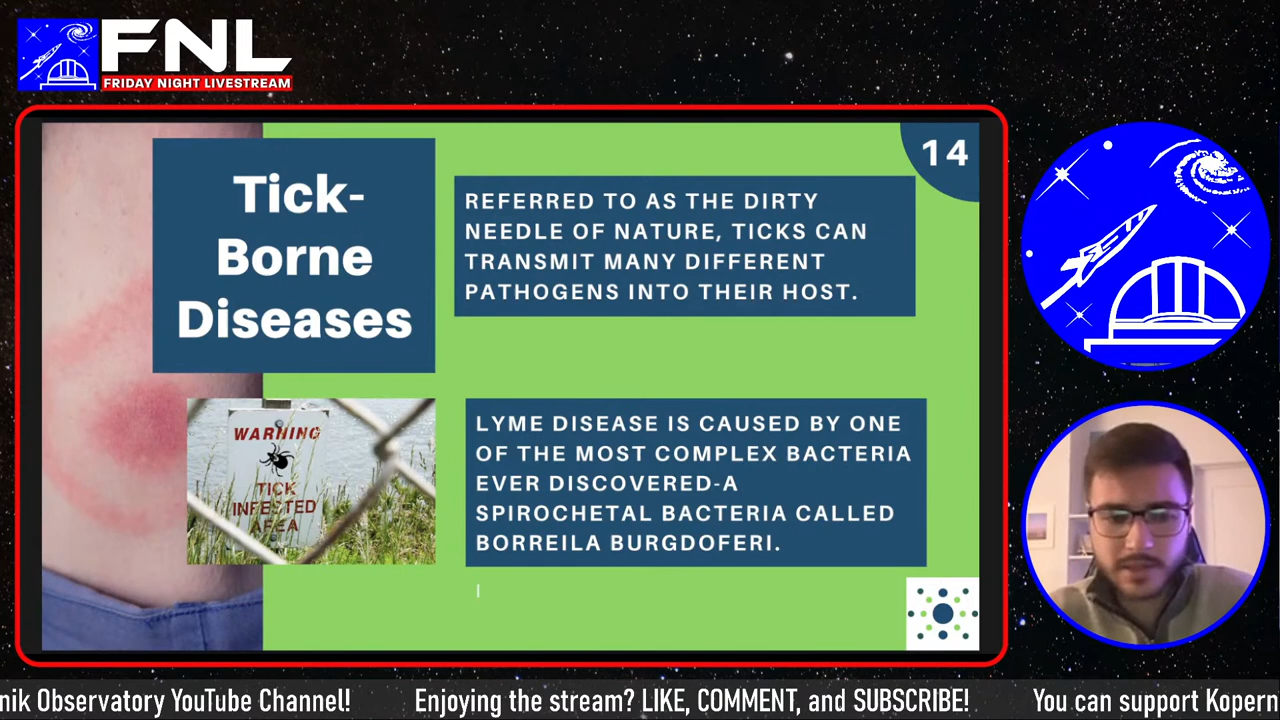 FNL
FRIDAY NIGHT LIVESTREAM
14
Tick-
Borne
Diseases
REFERRED TO AS THE DIRTY
NEEDLE OF NATURE, TICKS CAN
TRANSMIT MANY DIFFERENT
PATHOGENS INTO THEIR HOST.
WARNING
TICK
INFESTED
AREA
LYME DISEASE IS CAUSED BY ONE
OF THE MOST COMPLEX BACTERIA
EVER DISCOVERED-A
SPIROCHETAL BACTERIA CALLED
BORREILA BURGDOFERI.
nik Observatory YouTube Channel! Enjoying the stream? LIKE, COMMENT, and SUBSCRIBE! You can support Kopern